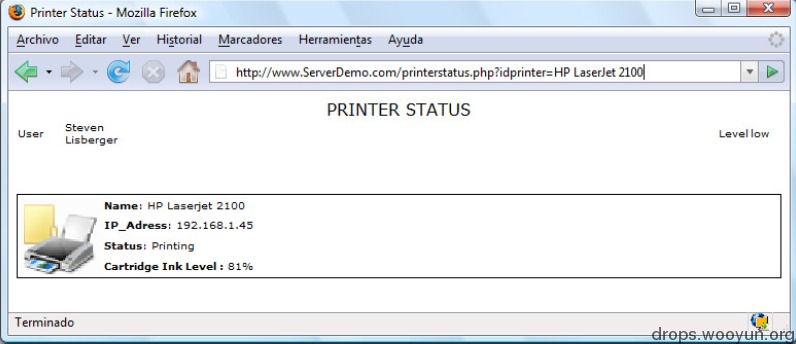 Printer Status - Mozilla Firefox
Archivo Editar Ver Historial Marcadores Herramientas Ayuda
http://www.ServerDemo.com/printerstatus.php?idprinter=HP LaserJet 2100
PRINTER STATUS
User Steven Lisberger Level low
Name: HP Laserjet 2100
IP_Adress: 192.168.1.45
Status: Printing
Cartridge Ink Level : 81%
Terminado
drops.wooyun.org